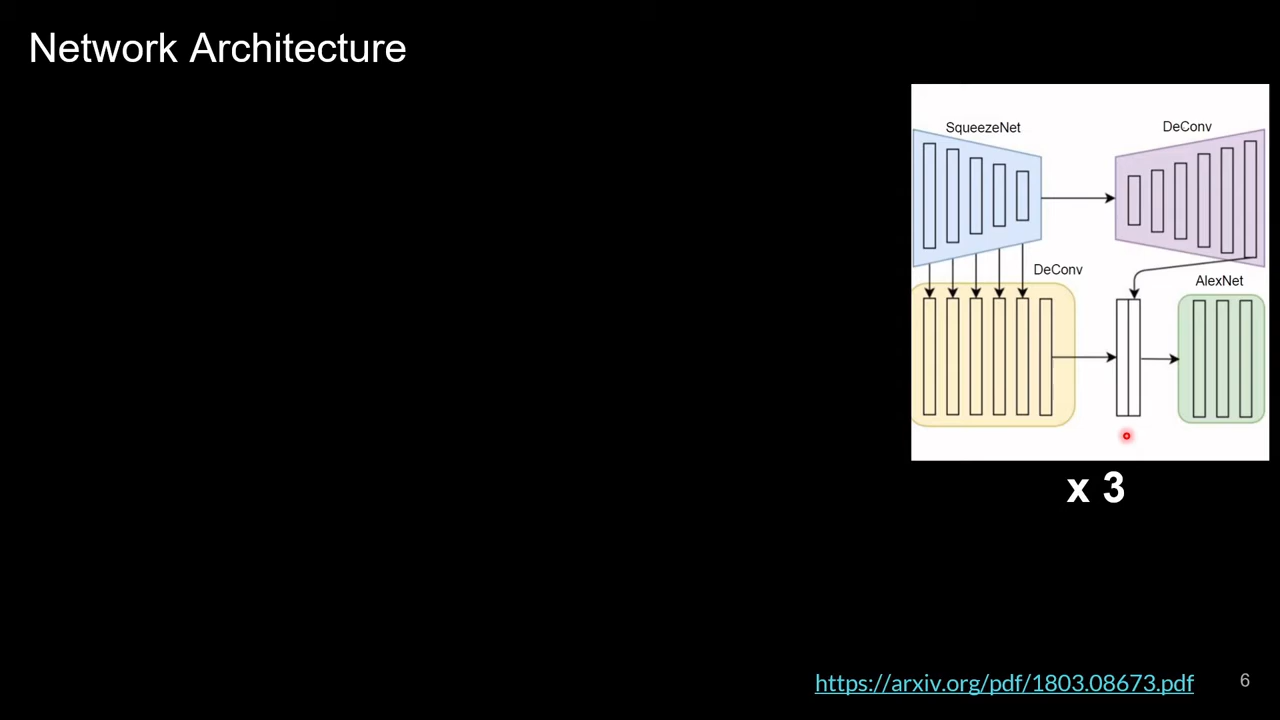 Network Architecture
SqueezeNet
DeConv
DeConv
AlexNet
x 3
https://arxiv.org/pdf/1803.08673.pdf
6